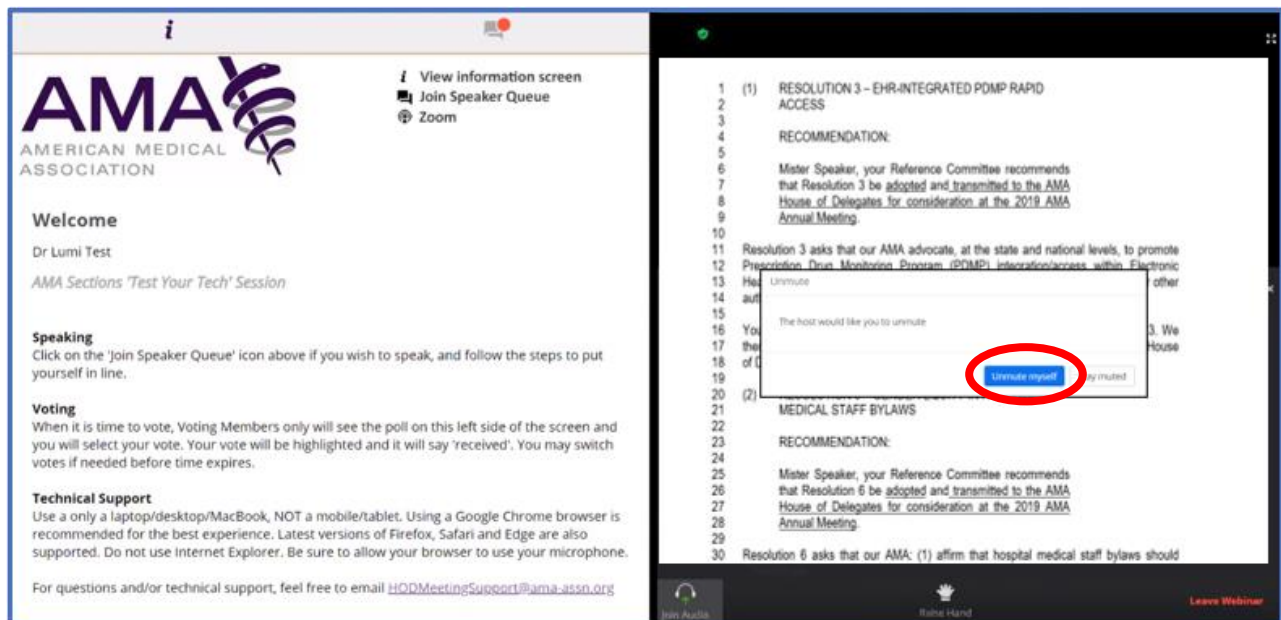 i
AMA
AMERICAN MEDICAL
ASSOCIATION
i View information screen
Join Speaker Queue
Zoom
Welcome
Dr Lumi Test
AMA Sections 'Test Your Tech' Session
Speaking
Click on the 'Join Speaker Queue' icon above if you wish to speak, and follow the steps to put
yourself in line.
Voting
When it is time to vote, Voting Members only will see the poll on this left side of the screen and
you will select your vote. Your vote will be highlighted and it will say 'received'. You may switch
votes if needed before time expires.
Technical Support
Use a only a laptop/desktop/MacBook, NOT a mobile/tablet. Using a Google Chrome browser is
recommended for the best experience. Latest versions of Firefox, Safari and Edge are also
supported. Do not use Internet Explorer. Be sure to allow your browser to use your microphone.
For questions and/or technical support, feel free to email HODMeetingSupport@ama-assn.org
1 (1) RESOLUTION 3 – EHR-INTEGRATED PDMP RAPID
2 ACCESS
3
4 RECOMMENDATION:
5
6 Mister Speaker, your Reference Committee recommends
7 that Resolution 3 be adopted and transmitted to the AMA
8 House of Delegates for consideration at the 2019 AMA
9 Annual Meeting.
10
11 Resolution 3 asks that our AMA advocate, at the state and national levels, to promote
12 Prescription Drug Monitoring Program (PDMP) integration/access within Electronic
13 other
14
15
16 3. We
17 House
18 of
19
20 (2)
21 MEDICAL STAFF BYLAWS
22
23 RECOMMENDATION:
24
25 Mister Speaker, your Reference Committee recommends
26 that Resolution 6 be adopted and transmitted to the AMA
27 House of Delegates for consideration at the 2019 AMA
28 Annual Meeting.
29
30 Resolution 6 asks that our AMA: (1) affirm that hospital medical staff bylaws should
Unmute
The host would like you to unmute
Unmute myself muted
Join Audio
Raise Hand
Leave Webinar